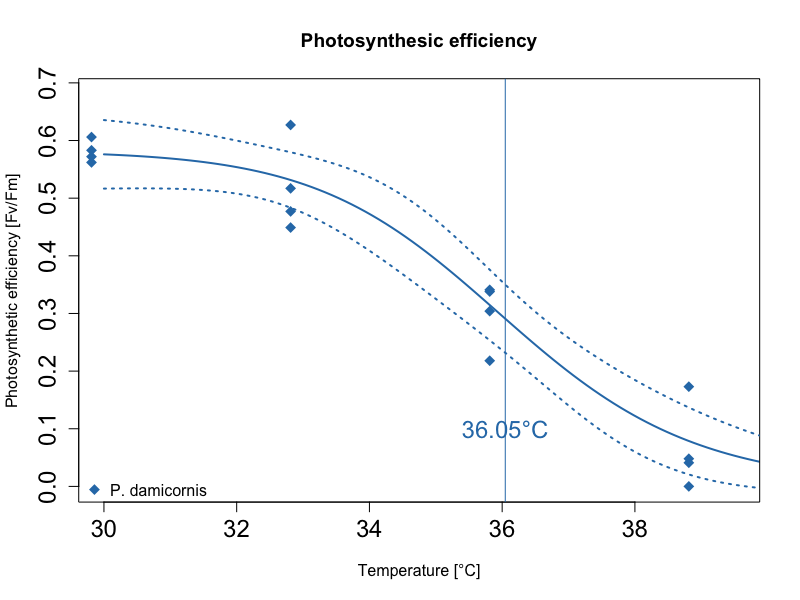 Photosynthesic efficiency
Photosynthetic efficiency [Fv/Fm]
0.7
0.6
0.5
0.4
0.3
0.2
0.1
0.0
36.05°C
P. damicornis
30 32 34 36 38
Temperature [°C]